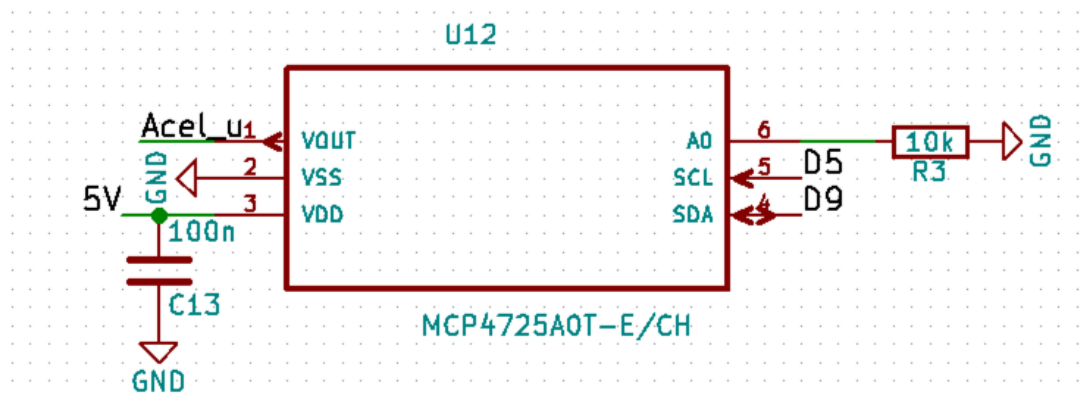 U12
Acel_u 1 VOUT A0 6 10k GND
R3
GND 2 VSS SCL 5 D5
5V 3 VDD SDA 4 D9
100n
C13
MCP4725A0T-E/CH
GND